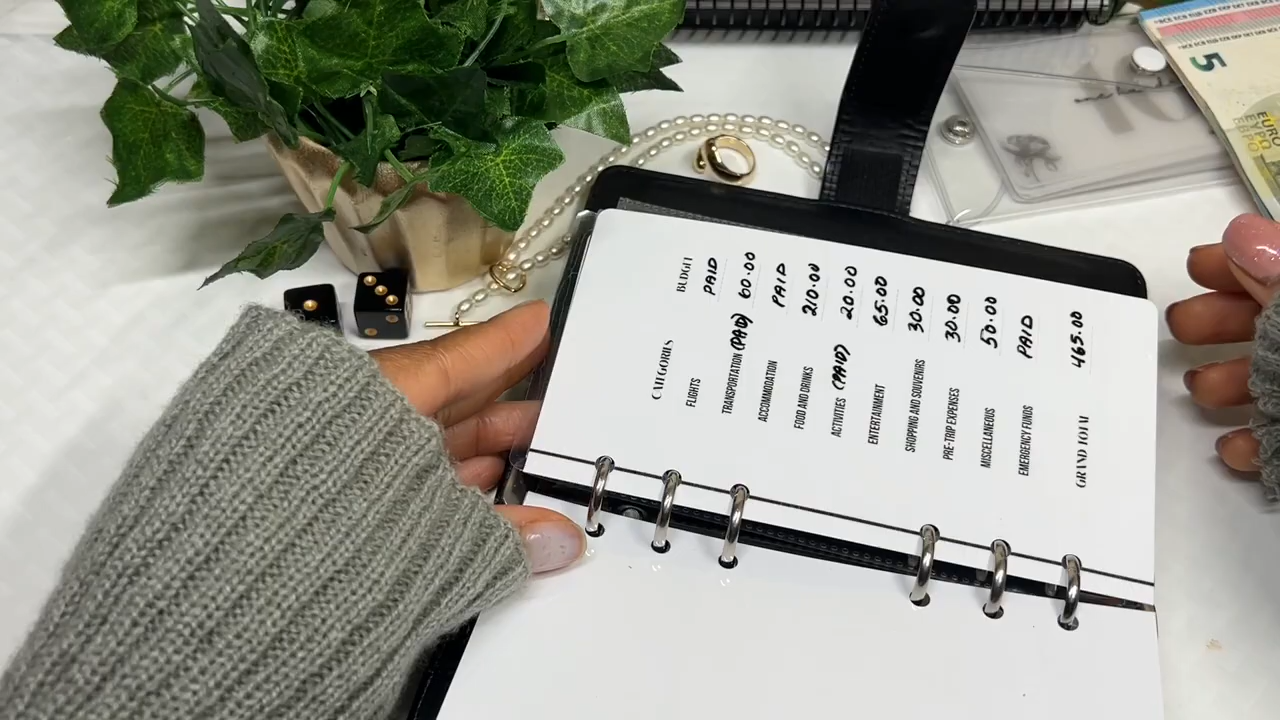 CATEGORIES BUDGET
FLIGHTS PAID
TRANSPORTATION (PAID) 60.00
ACCOMMODATION PAID
FOOD AND DRINKS 210.00
ACTIVITIES (PAID) 20.00
ENTERTAINMENT 65.00
SHOPPING AND SOUVENIRS 30.00
PRE-TRIP EXPENSES 30.00
MISCELLANEOUS 50.00
EMERGENCY FUNDS PAID
GRAND TOTAL 465.00
5
EURO